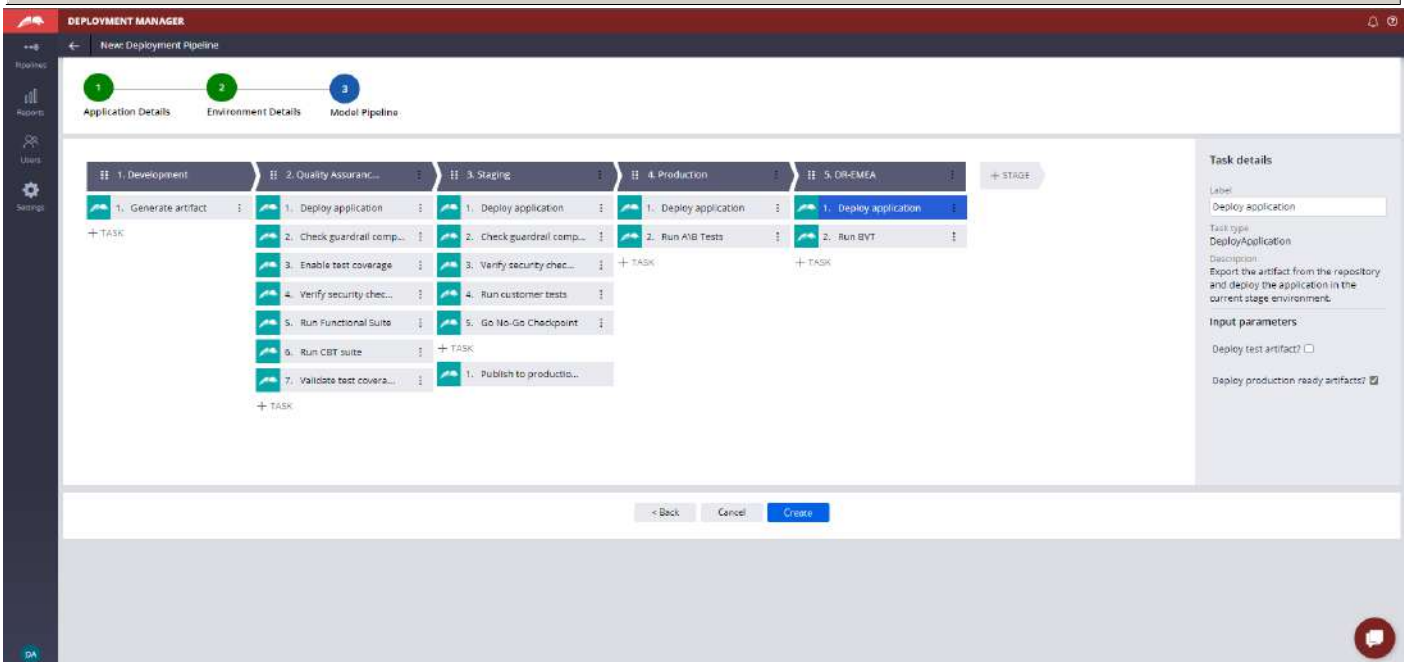 DEPLOYMENT MANAGER
New: Deployment Pipeline
Pipelines
Reports
Users
Settings
DA
1
2
3
Application Details
Environment Details
Model Pipeline
1. Development
2. Quality Assuranc...
3. Staging
4. Production
5. DR-EMEA
+ STAGE
1. Generate artifact
+ TASK
1. Deploy application
2. Check guardrail comp...
3. Enable test coverage
4. Verify security chec...
5. Run Functional Suite
6. Run CBT suite
7. Validate test covera...
+ TASK
1. Deploy application
2. Check guardrail comp...
3. Verify security chec...
4. Run customer tests
5. Go No-Go Checkpoint
+ TASK
1. Publish to productio...
1. Deploy application
2. Run A\B Tests
+ TASK
1. Deploy application
2. Run BVT
+ TASK
Task details
Label
Deploy application
Task type
DeployApplication
Description
Export the artifact from the repository
and deploy the application in the
current stage environment.
Input parameters
Deploy test artifact?
Deploy production ready artifacts?
< Back
Cancel
Create